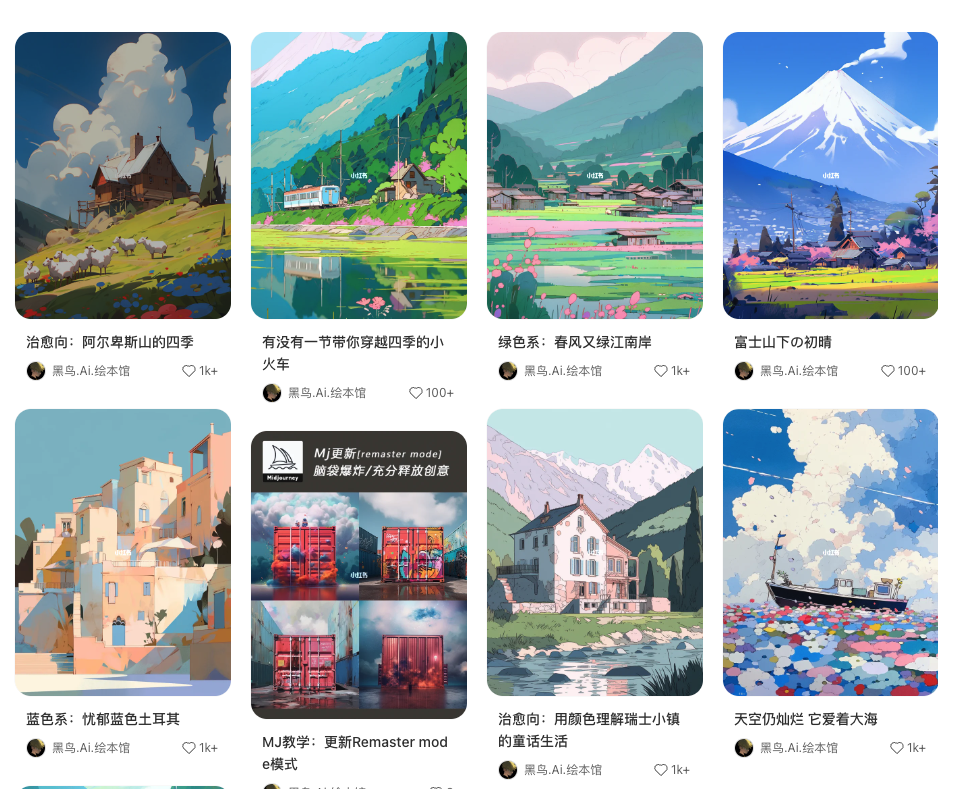 小红书
小红书
小红书
小红书
治愈向：阿尔卑斯山的四季
黑鸟.Ai.绘本馆
1k+
有没有一节带你穿越四季的小
火车
黑鸟.Ai.绘本馆
100+
绿色系：春风又绿江南岸
黑鸟.Ai.绘本馆
1k+
富士山下の初晴
黑鸟.Ai.绘本馆
100+
小红书
蓝色系：忧郁蓝色土耳其
黑鸟.Ai.绘本馆
1k+
Midjourney
Mj更新[remaster mode]
脑袋爆炸/充分释放创意
小红书
MJ教学：更新Remaster mod
e模式
小红书
治愈向：用颜色理解瑞士小镇
的童话生活
黑鸟.Ai.绘本馆
1k+
小红书
天空仍灿烂 它爱着大海
黑鸟.Ai.绘本馆
1k+